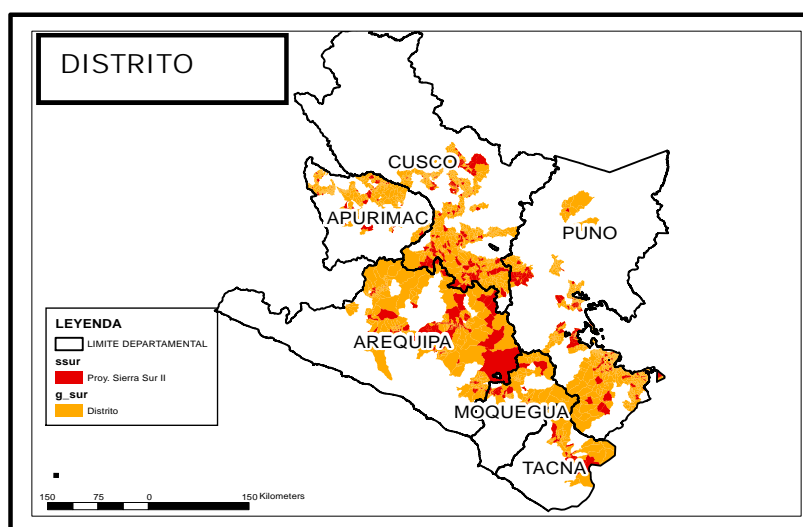 DISTRITO
CUSCO
APURIMAC
PUNO
AREQUIPA
MOQUEGUA
TACNA
LEYENDA
LIMITE DEPARTAMENTAL
ssur
Proy. Sierra Sur II
g_sur
Distrito
150 75 0 150 Kilometers